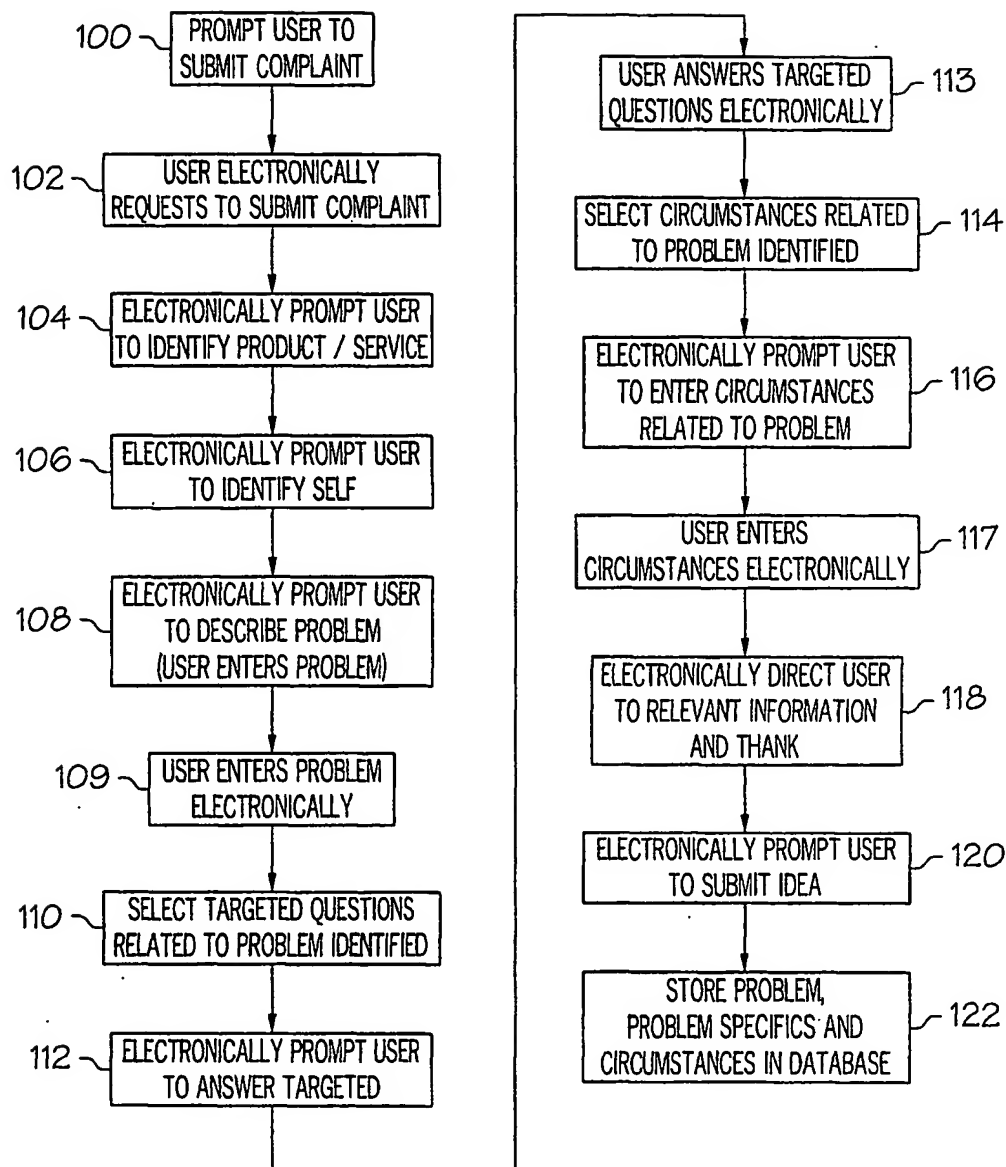 100
PROMPT USER TO
SUBMIT COMPLAINT
102
USER ELECTRONICALLY
REQUESTS TO SUBMIT COMPLAINT
104
ELECTRONICALLY PROMPT USER
TO IDENTIFY PRODUCT / SERVICE
106
ELECTRONICALLY PROMPT USER
TO IDENTIFY SELF
108
ELECTRONICALLY PROMPT USER
TO DESCRIBE PROBLEM
(USER ENTERS PROBLEM)
109
USER ENTERS PROBLEM
ELECTRONICALLY
110
SELECT TARGETED QUESTIONS
RELATED TO PROBLEM IDENTIFIED
112
ELECTRONICALLY PROMPT USER
TO ANSWER TARGETED
USER ANSWERS TARGETED
QUESTIONS ELECTRONICALLY
113
SELECT CIRCUMSTANCES RELATED
TO PROBLEM IDENTIFIED
114
ELECTRONICALLY PROMPT USER
TO ENTER CIRCUMSTANCES
RELATED TO PROBLEM
116
USER ENTERS
CIRCUMSTANCES ELECTRONICALLY
117
ELECTRONICALLY DIRECT USER
TO RELEVANT INFORMATION
AND THANK
118
ELECTRONICALLY PROMPT USER
TO SUBMIT IDEA
120
STORE PROBLEM,
PROBLEM SPECIFICS AND
CIRCUMSTANCES IN DATABASE
122